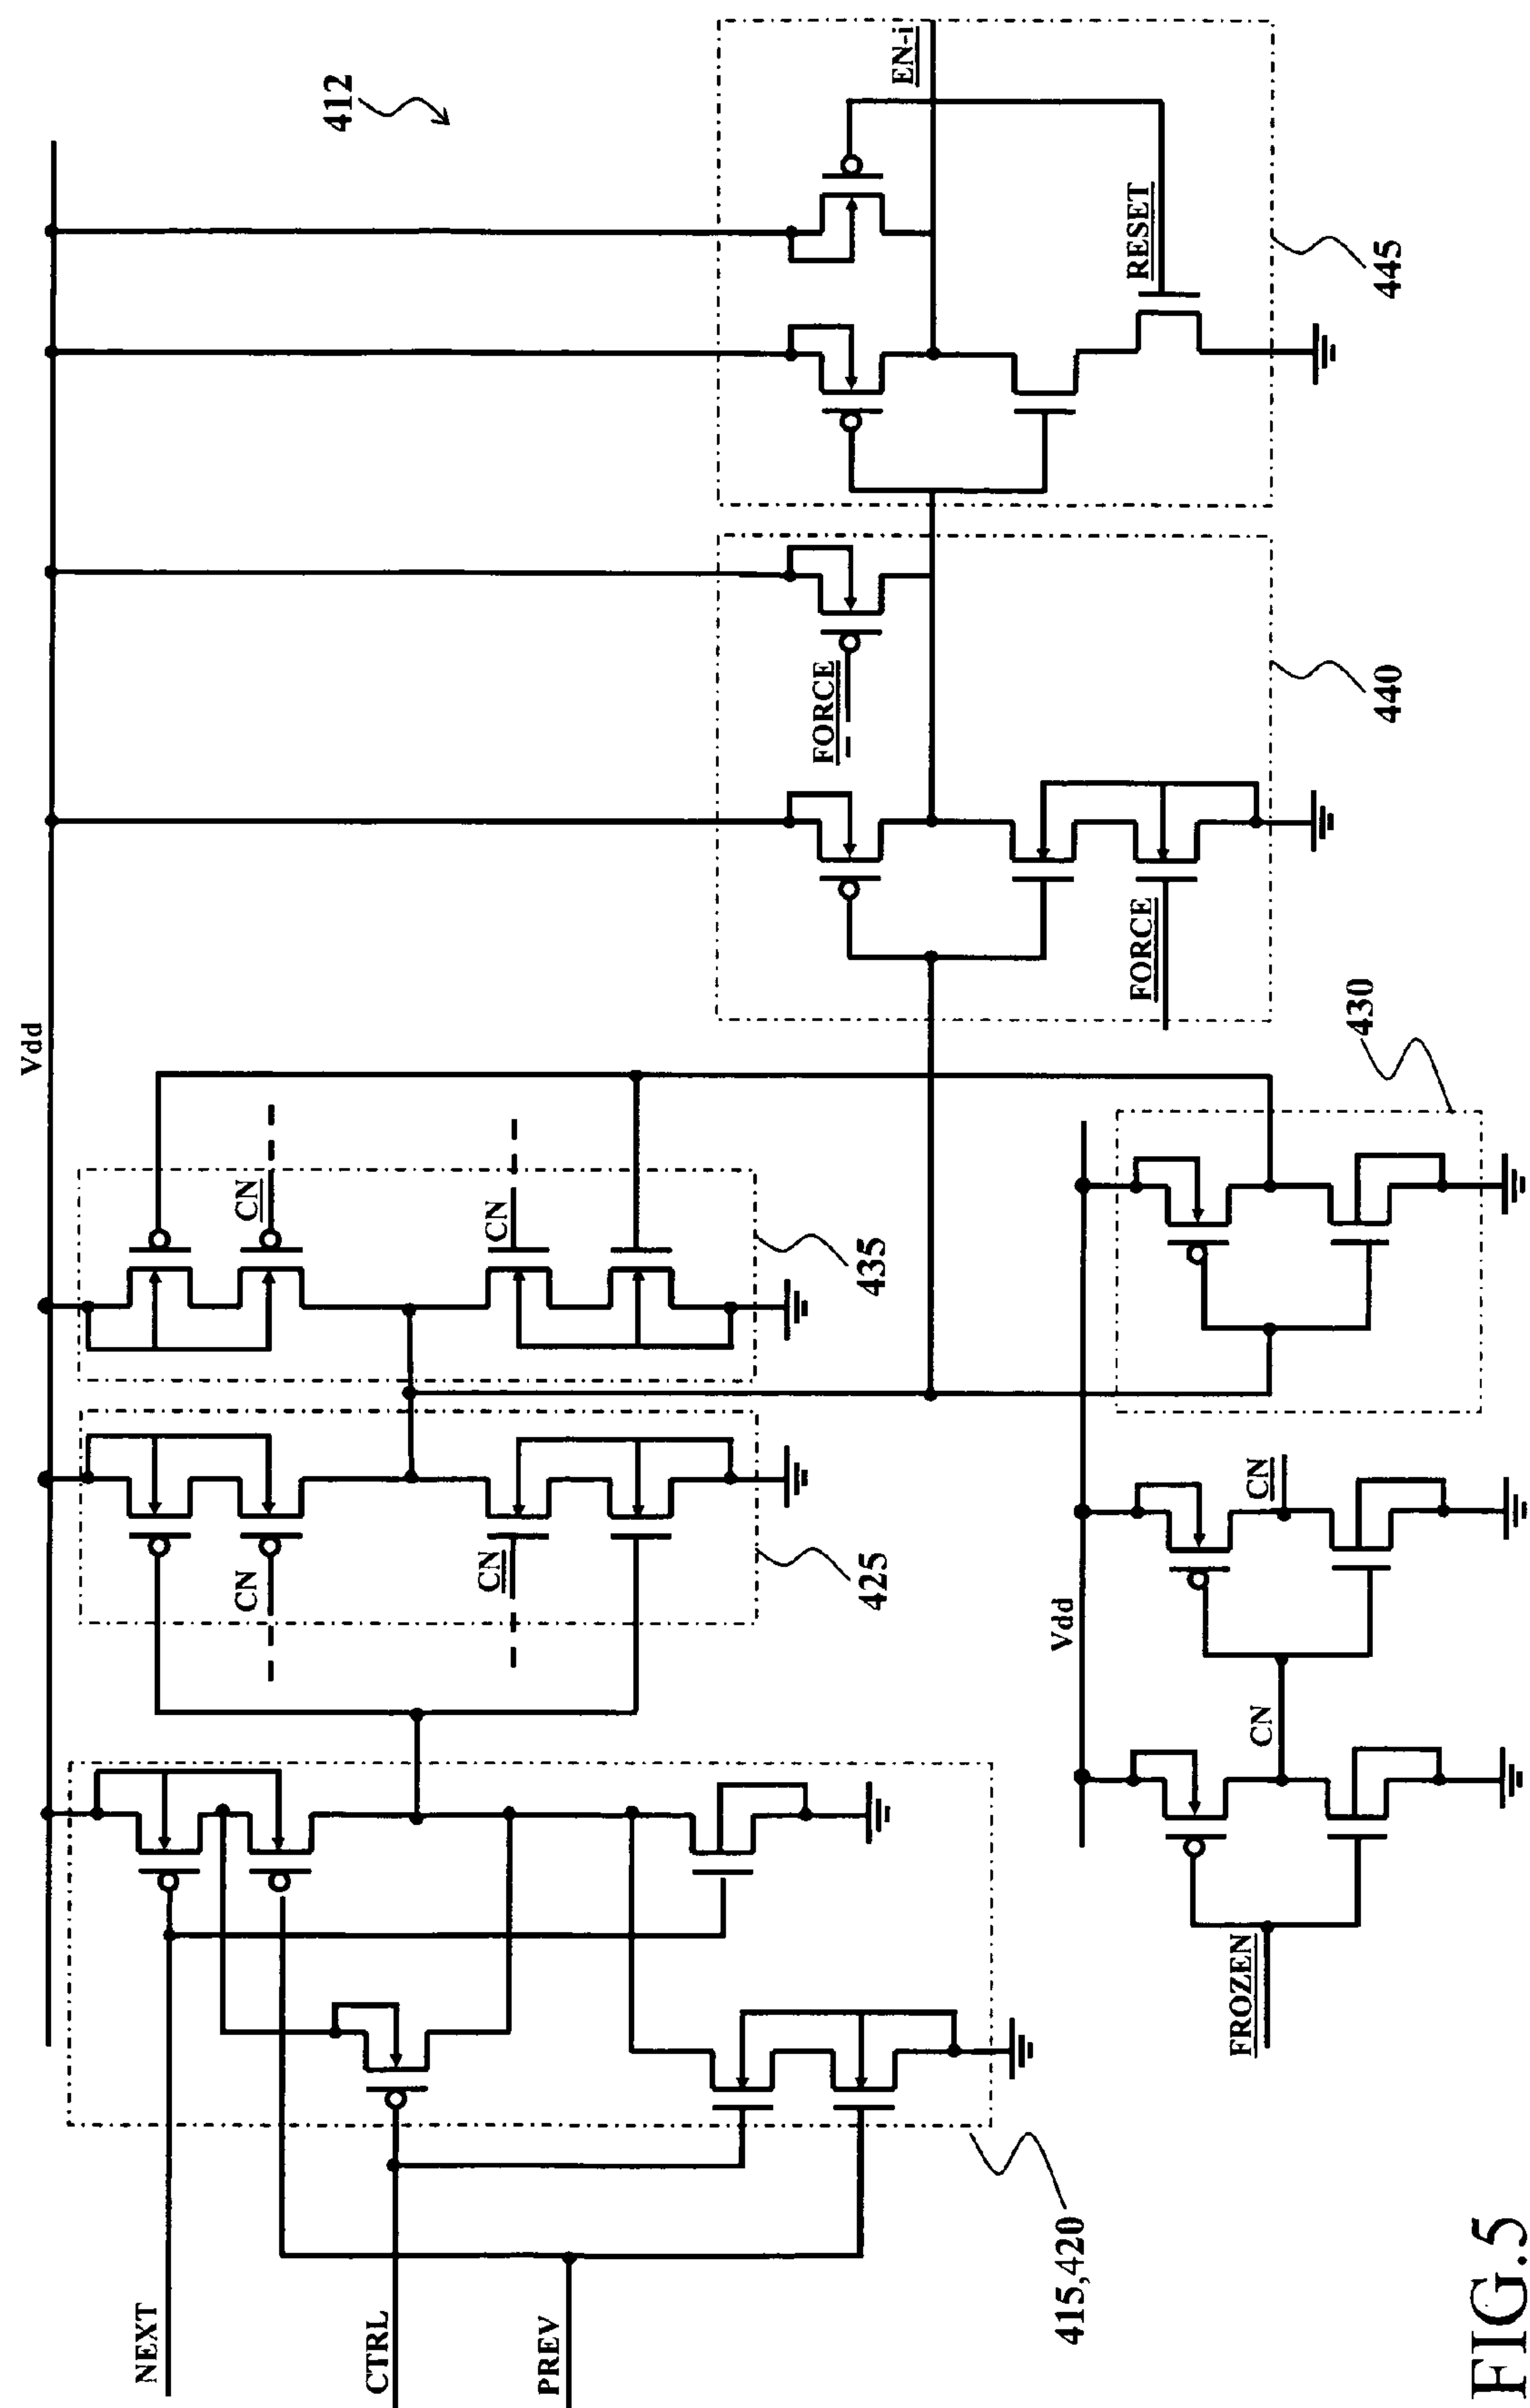 412
Vdd
EN-i
RESET
445
FORCE
440
FORCE
430
CN
CN
435
CN
CN
425
CN
Vdd
CN
FROZEN
NEXT
CTRL
PREV
415,420
FIG.5